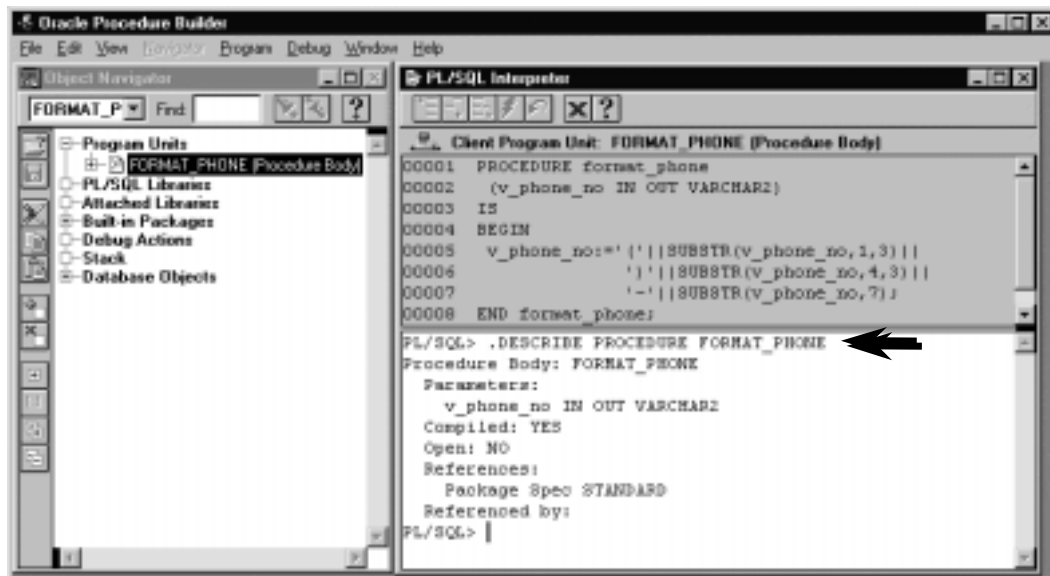 Oracle Procedure Builder
File Edit View Navigator Program Debug Window Help
Object Navigator
FORMAT_P Find:
Program Units
FORMAT_PHONE (Procedure Body)
PL/SQL Libraries
Attached Libraries
Built-in Packages
Debug Actions
Stack
Database Objects
PL/SQL Interpreter
Client Program Unit: FORMAT_PHONE (Procedure Body)
00001 PROCEDURE format_phone
00002 (v_phone_no IN OUT VARCHAR2)
00003 IS
00004 BEGIN
00005 v_phone_no:='('||SUBSTR(v_phone_no,1,3)||
00006 ')'||SUBSTR(v_phone_no,4,3)||
00007 '-'||SUBSTR(v_phone_no,7);
00008 END format_phone;
PL/SQL> .DESCRIBE PROCEDURE FORMAT_PHONE
Procedure Body: FORMAT_PHONE
Parameters:
v_phone_no IN OUT VARCHAR2
Compiled: YES
Open: NO
References:
Package Spec STANDARD
Referenced by:
PL/SQL>